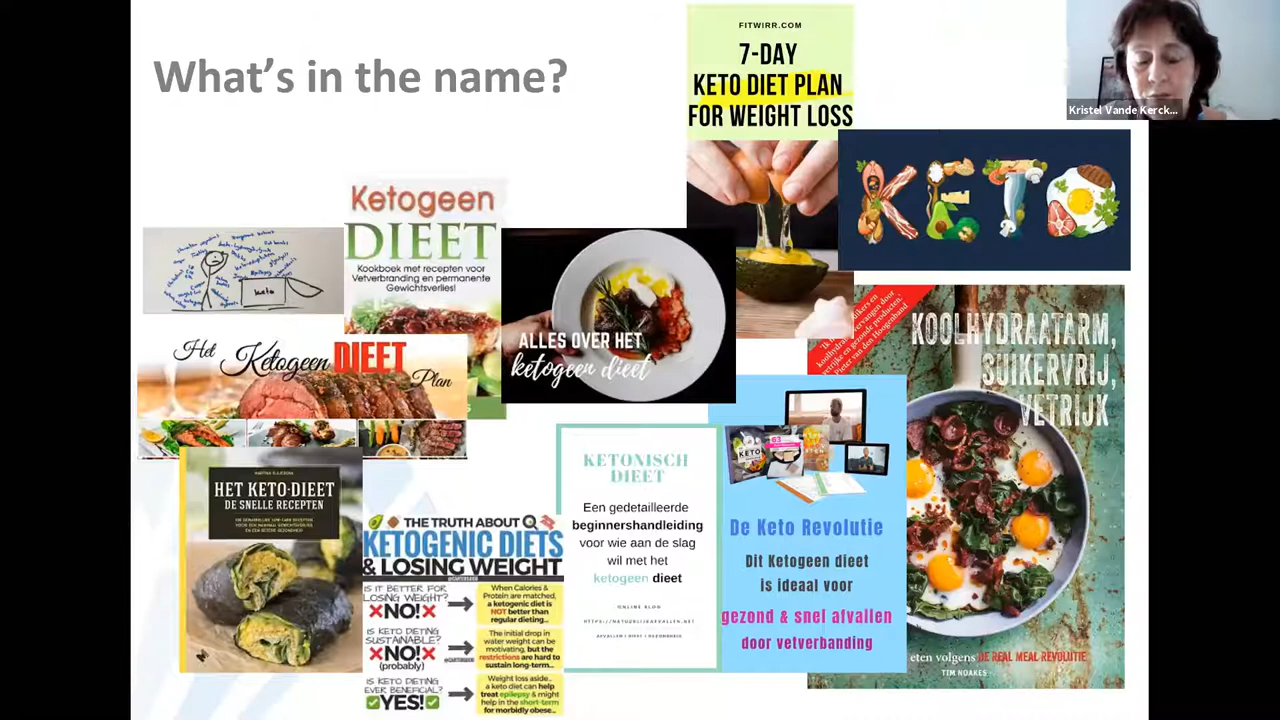 What's in the name?
Kristel Vande Kerck...
FITWIRR.COM
7-DAY
KETO DIET PLAN
FOR WEIGHT LOSS
KETO
Ketogeen
DIEET
Kookboek met recepten voor
Vetverbranding en permanente
Gewichtsverlies!
keto
Het Ketogeen DIEET Plan
ALLES OVER HET
ketogeen dieet
KOOLHYDRAATARM,
SUIKERVRIJ,
VETRIJK
eten volgens DE REAL MEAL REVOLUTIE
TIM NOAKES
HET KETO-DIEET
DE SNELLE RECEPTEN
THE TRUTH ABOUT
KETOGENIC DIETS
& LOSING WEIGHT
IS IT BETTER FOR
LOSING WEIGHT?
NO!
When Calories &
Protein are matched,
a ketogenic diet is
NOT better than
regular dieting...
IS KETO DIETING
SUSTAINABLE?
NO!
(probably)
The initial drop in
water weight can be
motivating, but the
restrictions are hard to
sustain long-term...
IS KETO DIETING
EVER BENEFICIAL?
YES!
Weight loss aside..
a keto diet can help
treat epilepsy & might
help in the short-term
for morbidly obese...
KETONISCH
DIEET
Een gedetailleerde
beginnershandleiding
voor wie aan de slag
wil met het
ketogeen dieet
ONLINE BLOG
HTTPS://NATUURLIJKAFVALLEN.NET
De Keto Revolutie
Dit Ketogeen dieet
is ideaal voor
gezond & snel afvallen
door vetverbanding